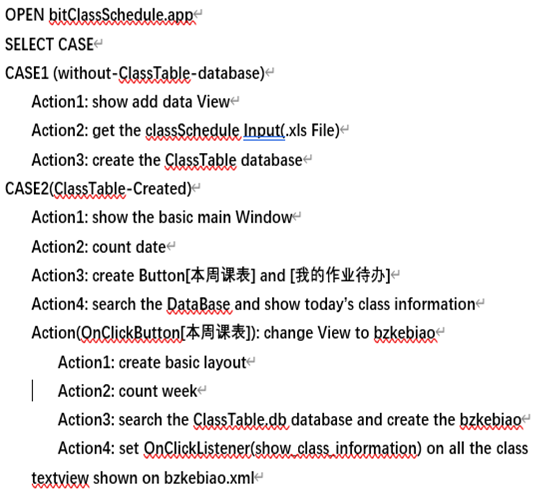 OPEN bitClassSchedule.app↵
SELECT CASE↵
CASE1 (without-ClassTable-database)↵
Action1: show add data View↵
Action2: get the classSchedule Input(.xls File)↵
Action3: create the ClassTable database↵
CASE2(ClassTable-Created)↵
Action1: show the basic main Window↵
Action2: count date↵
Action3: create Button[本周课表] and [我的作业待办]↵
Action4: search the DataBase and show today's class information↵
Action(OnClickButton[本周课表]): change View to bzkebiao↵
Action1: create basic layout↵
Action2: count week↵
Action3: search the ClassTable.db database and create the bzkebiao↵
Action4: set OnClickListener(show_class_information) on all the class
textview shown on bzkebiao.xml↵